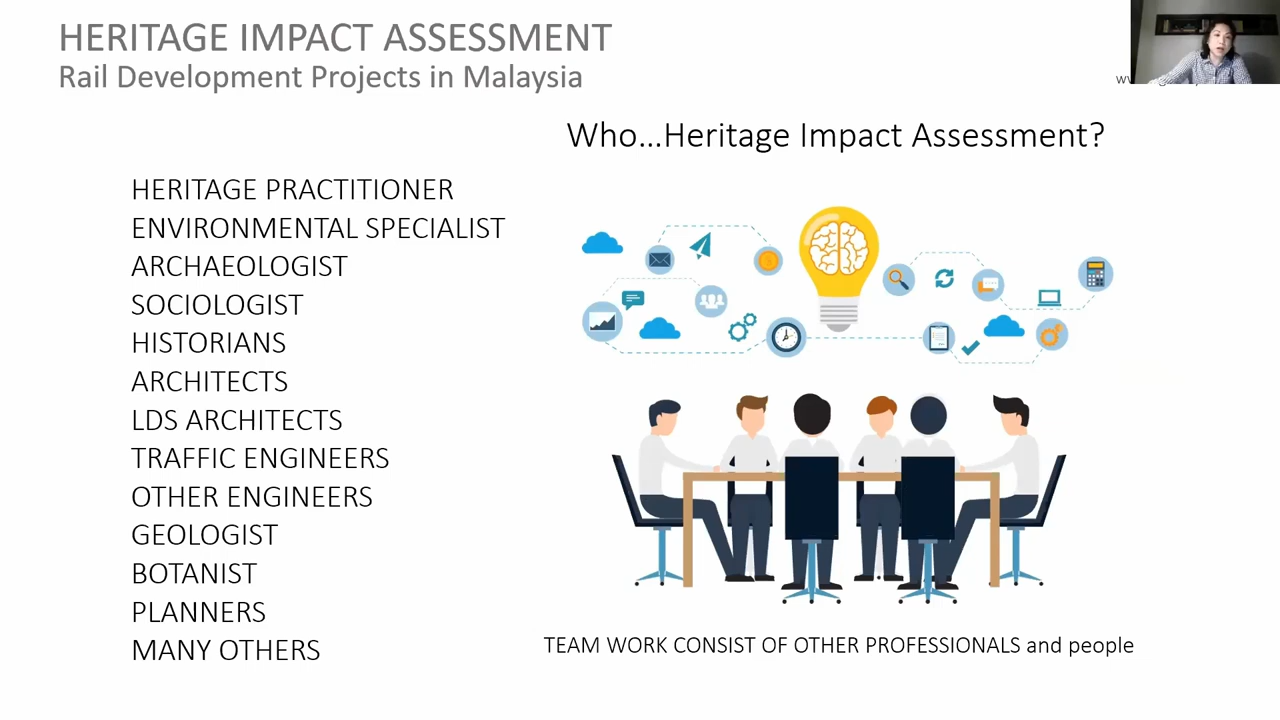 HERITAGE IMPACT ASSESSMENT
Rail Development Projects in Malaysia
Who...Heritage Impact Assessment?
HERITAGE PRACTITIONER
ENVIRONMENTAL SPECIALIST
ARCHAEOLOGIST
SOCIOLOGIST
HISTORIANS
ARCHITECTS
LDS ARCHITECTS
TRAFFIC ENGINEERS
OTHER ENGINEERS
GEOLOGIST
BOTANIST
PLANNERS
MANY OTHERS
TEAM WORK CONSIST OF OTHER PROFESSIONALS and people